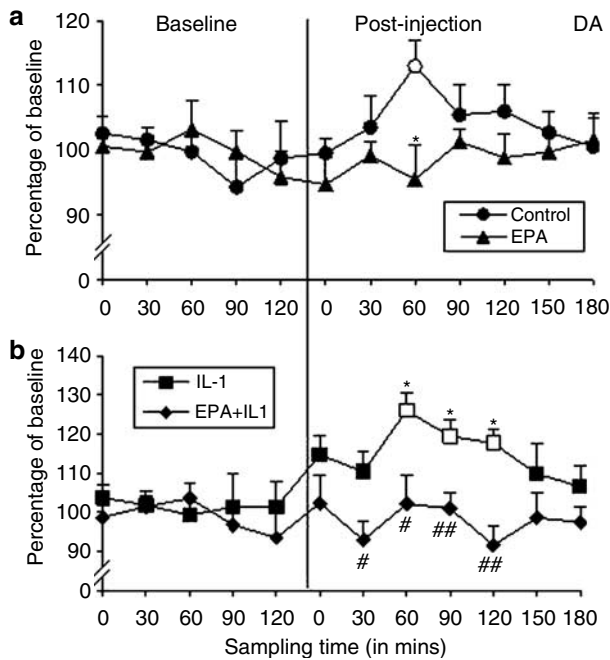 a
Baseline
Post-injection
DA
Percentage of baseline
120
110
100
90
0
*
Control
EPA
0 30 60 90 120 0 30 60 90 120 150 180
b
Percentage of baseline
140
130
120
110
100
90
0
IL-1
EPA+IL1
* * *
# # ## ##
0 30 60 90 120 0 30 60 90 120 150 180
Sampling time (in mins)